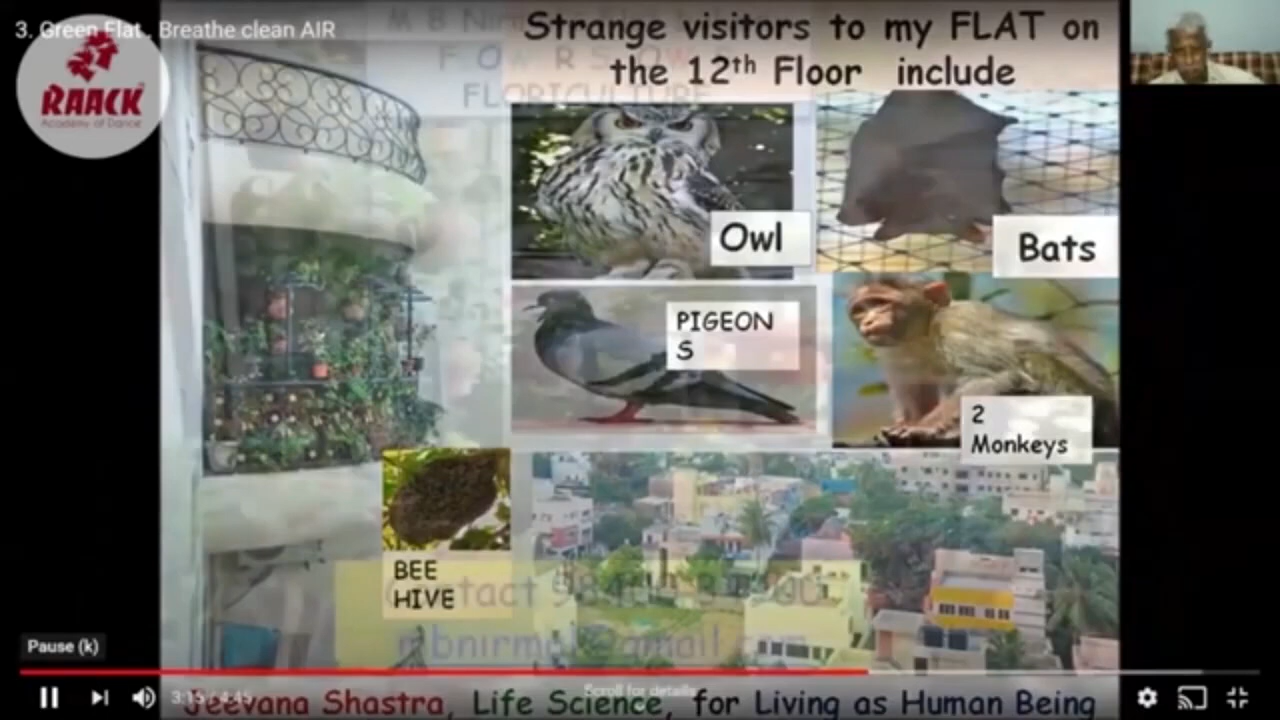 3. Green Flat , Breathe clean AIR
RAACK
Academy of Dance
Strange visitors to my FLAT on
the 12th Floor include
FLORICULTURE
Owl
Bats
PIGEON
S
2
Monkeys
BEE
HIVE
Pause (k)
Scroll for details
Jeevana Shastra, Life Science, for Living as Human Being